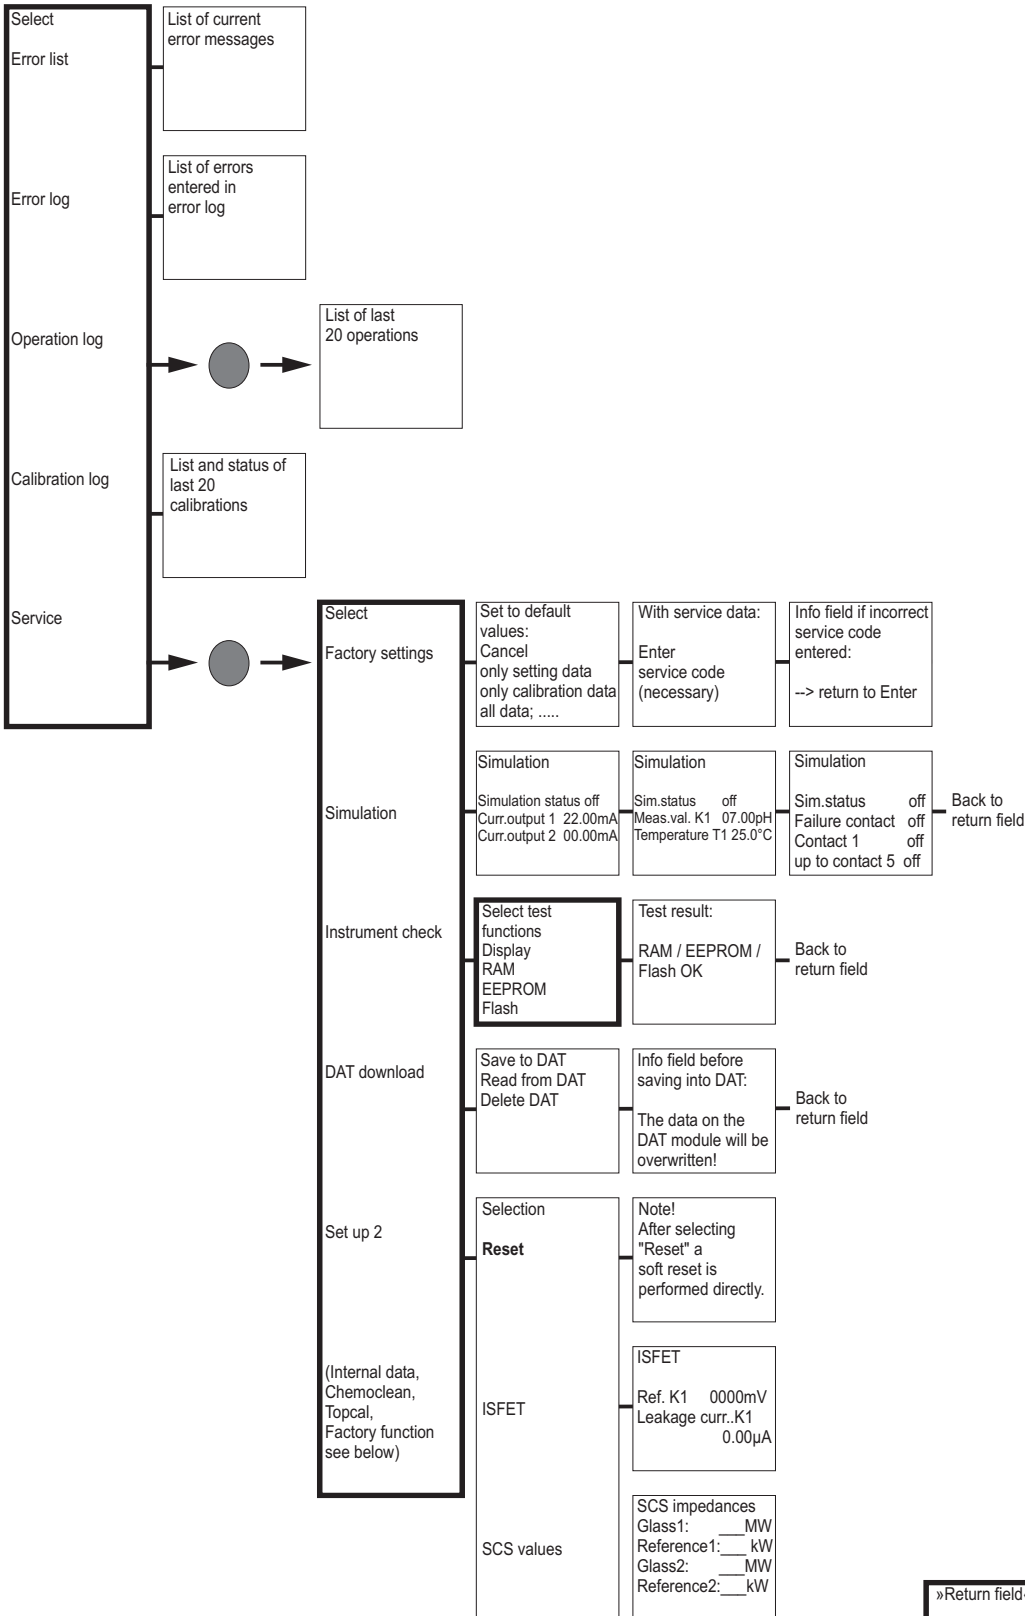 Select
Error list
List of current
error messages
Error log
List of errors
entered in
error log
Operation log
List of last
20 operations
Calibration log
List and status of
last 20
calibrations
Service
Select
Factory settings
Set to default
values:
Cancel
only setting data
only calibration data
all data; .....
With service data:
Enter
service code
(necessary)
Info field if incorrect
service code
entered:
--> return to Enter
Simulation
Simulation
Simulation status off
Curr.output 1 22.00mA
Curr.output 2 00.00mA
Simulation
Sim.status off
Meas.val. K1 07.00pH
Temperature T1 25.0°C
Simulation
Sim.status off
Failure contact off
Contact 1 off
up to contact 5 off
Back to
return field
Instrument check
Select test
functions
Display
RAM
EEPROM
Flash
Test result:
RAM / EEPROM /
Flash OK
Back to
return field
DAT download
Save to DAT
Read from DAT
Delete DAT
Info field before
saving into DAT:
The data on the
DAT module will be
overwritten!
Back to
return field
Set up 2
Selection
Reset
Note!
After selecting
"Reset" a
soft reset is
performed directly.
(Internal data,
Chemoclean,
Topcal,
Factory function
see below)
ISFET
ISFET
Ref. K1 0000mV
Leakage curr..K1
0.00µA
SCS values
SCS impedances
Glass1: ___MW
Reference1:___ kW
Glass2: ___MW
Reference2:___kW
»Return field